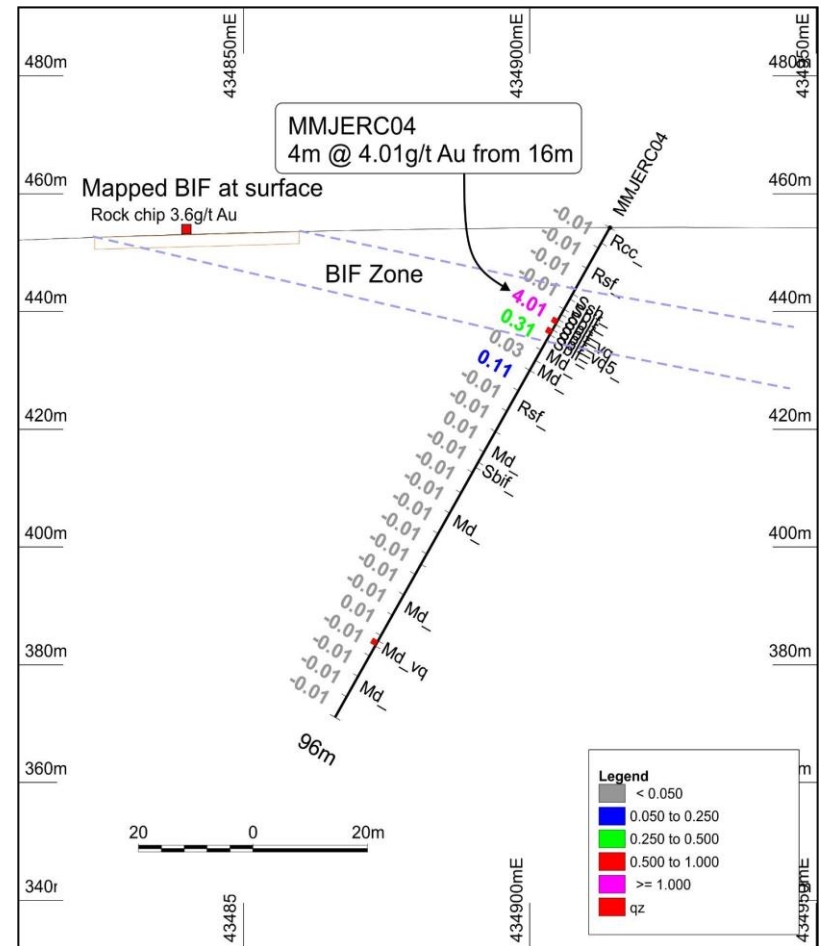 434850mE
434900mE
434950mE
480m
480m
MMJERC04
4m @ 4.01g/t Au from 16m
MMJERC04
460m
460m
Mapped BIF at surface
Rock chip 3.6g/t Au
BIF Zone
-0.01
-0.01
-0.01
-0.01
4.01
0.31
0.03
0.11
-0.01
-0.01
0.01
-0.01
-0.01
-0.01
-0.01
-0.01
-0.01
-0.01
0.01
-0.01
-0.01
-0.01
-0.01
Rcc_
Rsf_
vq5_
Md_
Md_
Rsf_
Md_
Sbif_
Md_
Md_
Md_vq
Md_
96m
440m
440m
420m
420m
400m
400m
380m
380m
360m
340
340m
20 0 20m
Legend
< 0.050
0.050 to 0.250
0.250 to 0.500
0.500 to 1.000
>= 1.000
qz
43485
434900mE